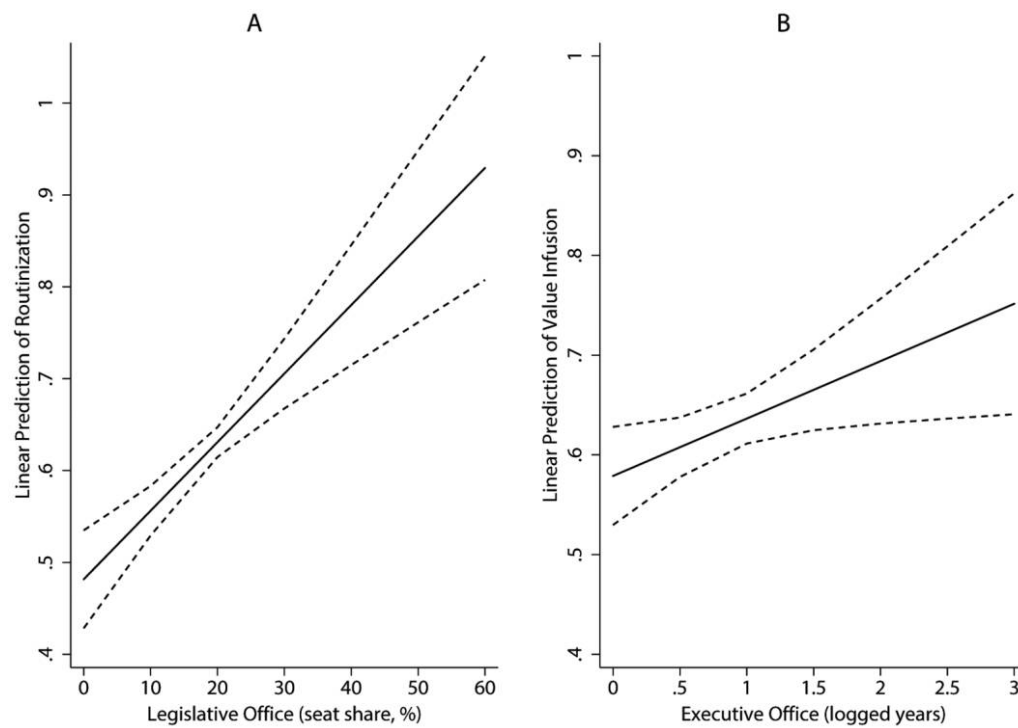 A
Linear Prediction of Routinization
1
.9
.8
.7
.6
.5
.4
0 10 20 30 40 50 60
Legislative Office (seat share, %)
B
Linear Prediction of Value Infusion
1
.9
.8
.7
.6
.5
.4
0 .5 1 1.5 2 2.5 3
Executive Office (logged years)